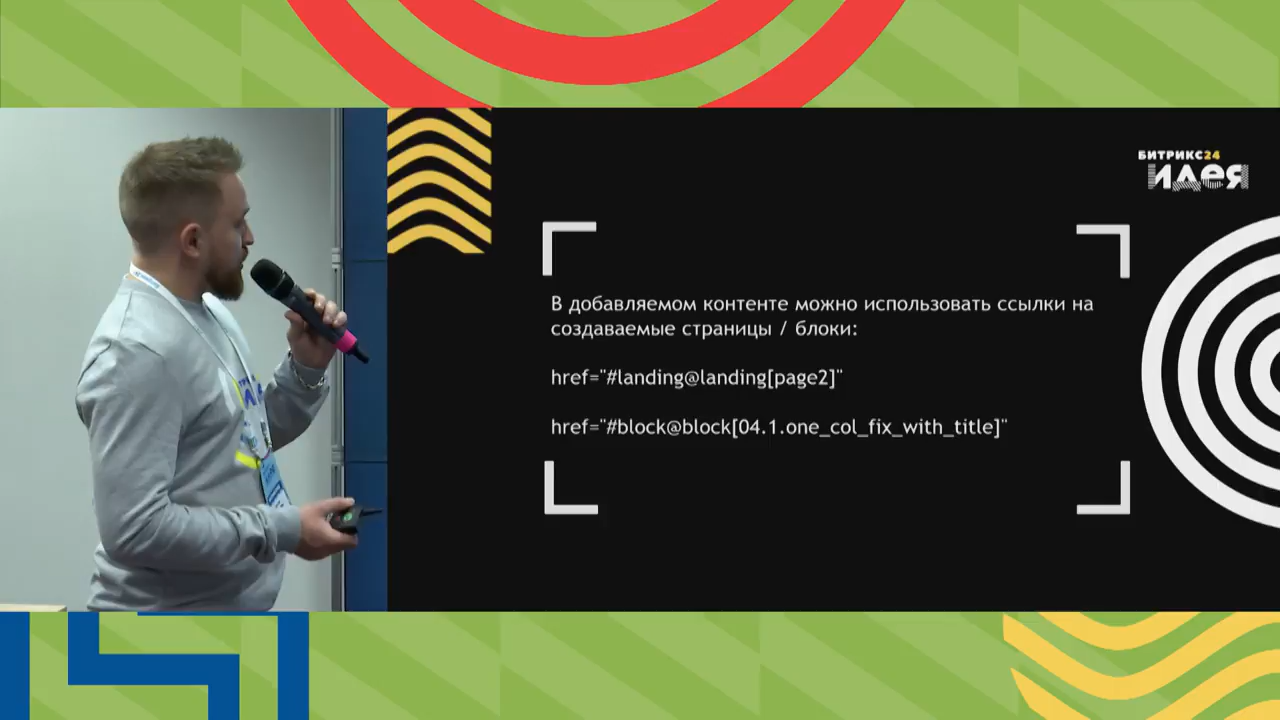 БИТРИКС24
идея
В добавляемом контенте можно использовать ссылки на
создаваемые страницы / блоки:
href="#landing@landing[page2]"
href="#block@block[04.1.one_col_fix_with_title]"